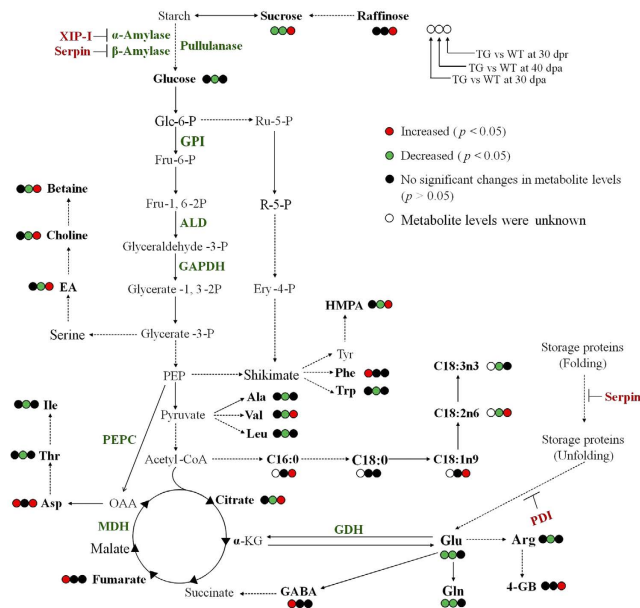 Starch
Sucrose
Raffinose
XIP-I
α-Amylase
Serpin
β-Amylase
Pullulanase
TG vs WT at 30 dpr
TG vs WT at 40 dpa
TG vs WT at 30 dpa
Glucose
Glc-6-P
Ru-5-P
GPI
Fru-6-P
Increased (p < 0.05)
Decreased (p < 0.05)
No significant changes in metabolite levels
(p > 0.05)
Metabolite levels were unknown
Betaine
Fru-1, 6-2P
R-5-P
Choline
ALD
Glyceraldehyde -3-P
GAPDH
EA
Glycerate -1, 3-2P
Ery-4-P
HMPA
Serine
Glycerate -3-P
Tyr
PEP
Shikimate
Phe
Trp
C18:3n3
Storage proteins
(Folding)
Serpin
Ile
Ala
Val
Leu
Pyruvate
C18:2n6
PEPC
Thr
Acetyl-CoA
C16:0
C18:0
C18:1n9
Storage proteins
(Unfolding)
Asp
OAA
Citrate
PDI
MDH
GDH
α-KG
Glu
Arg
Malate
Fumarate
Succinate
GABA
Gln
4-GB